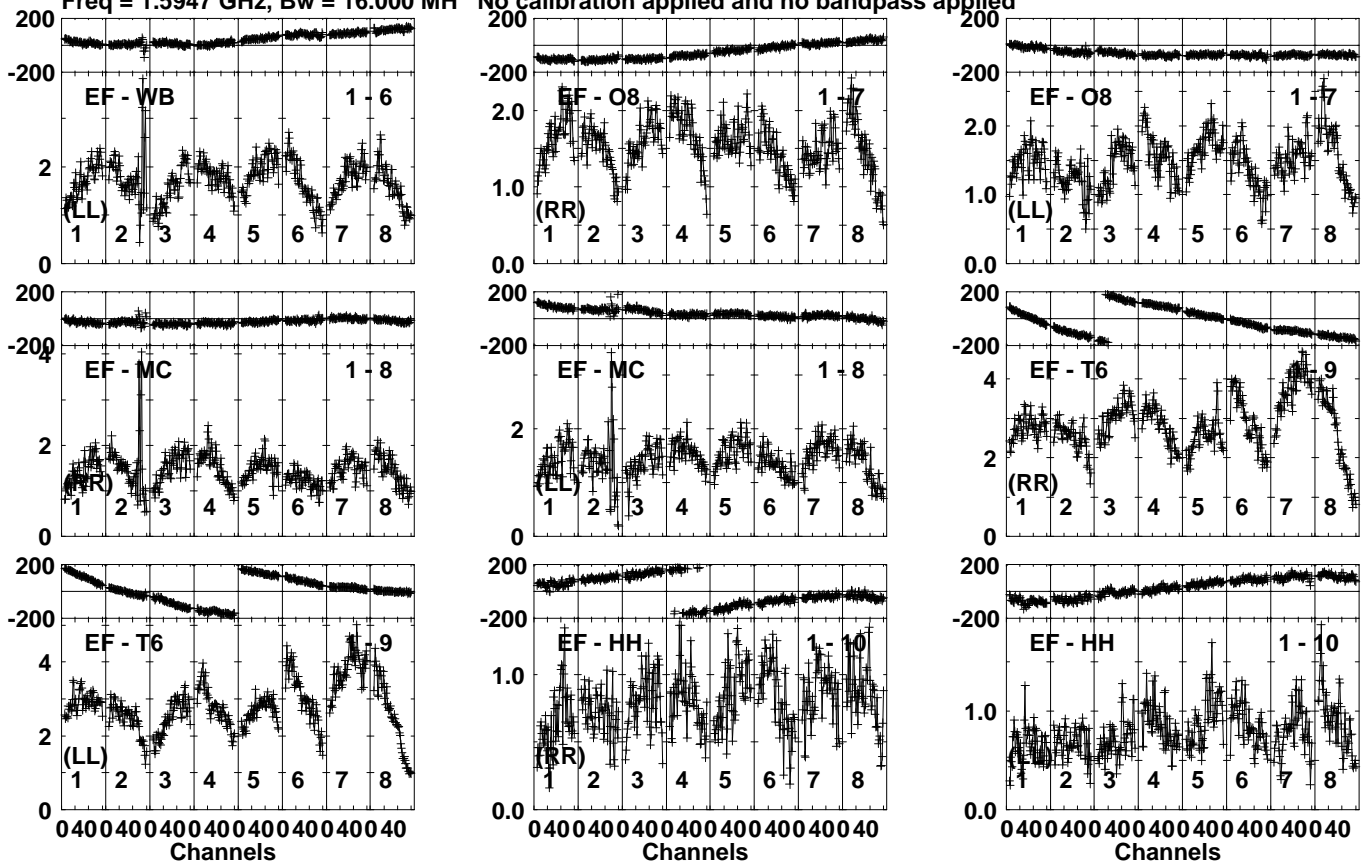 Freq = 1.5947 GHz, Bw = 16.000 MH No calibration applied and no bandpass applied
200 200 200
-200 -200 -200
EF - WB 1 - 6 EF - O8 1 - 7 EF - O8 1 - 7
2.0 2.0
2
1.0 1.0
(LL) (RR) (LL)
1 2 3 4 5 6 7 8 1 2 3 4 5 6 7 8 1 2 3 4 5 6 7 8
0 0.0 0.0
200 200 200
-200 -200 -200
4
EF - MC 1 - 8 EF - MC 1 - 8 EF - T6 1 - 9
4
2 2
2
(RR) (LL) (RR)
1 2 3 4 5 6 7 8 1 2 3 4 5 6 7 8 1 2 3 4 5 6 7 8
0 0 0
200 200 200
-200 -200 -200
EF - T6 1 - 9 EF - HH 1 - 10 EF - HH 1 - 10
4 1.0
1.0
2
(LL) (RR) (LL)
1 2 3 4 5 6 7 8 1 2 3 4 5 6 7 8 1 2 3 4 5 6 7 8
0 0.0 0.0
0 40 0 40 0 40 0 40 0 40 0 40 0 40 0 40 0 40 0 40 0 40 0 40 0 40 0 40 0 40 0 40 0 40 0 40 0 40 0 40 0 40 0 40 0 40 0 40
Channels Channels Channels